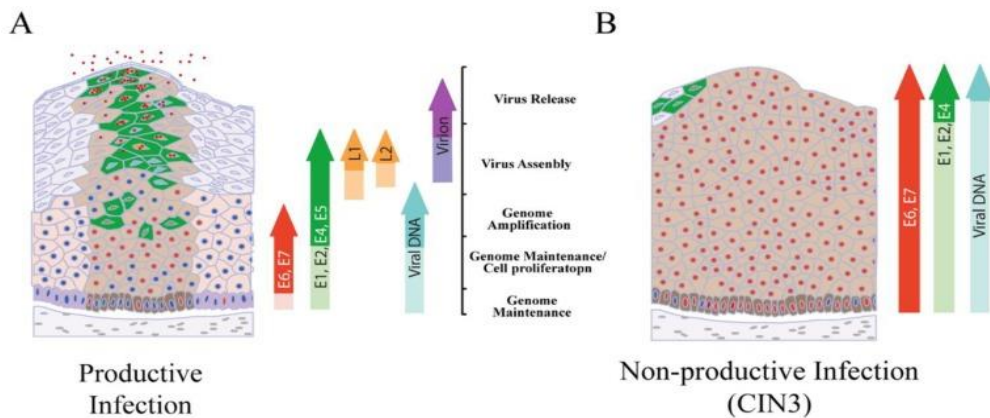 A
B
E6, E7
E1, E2, E4, E5
L1
L2
Viral DNA
Virion
Virus Release
Virus Assembly
Genome
Amplification
Genome Maintenance/
Cell proliferatopn
Genome
Maintenance
E6, E7
E1, E2, E4
Viral DNA
Productive
Infection
Non-productive Infection
(CIN3)